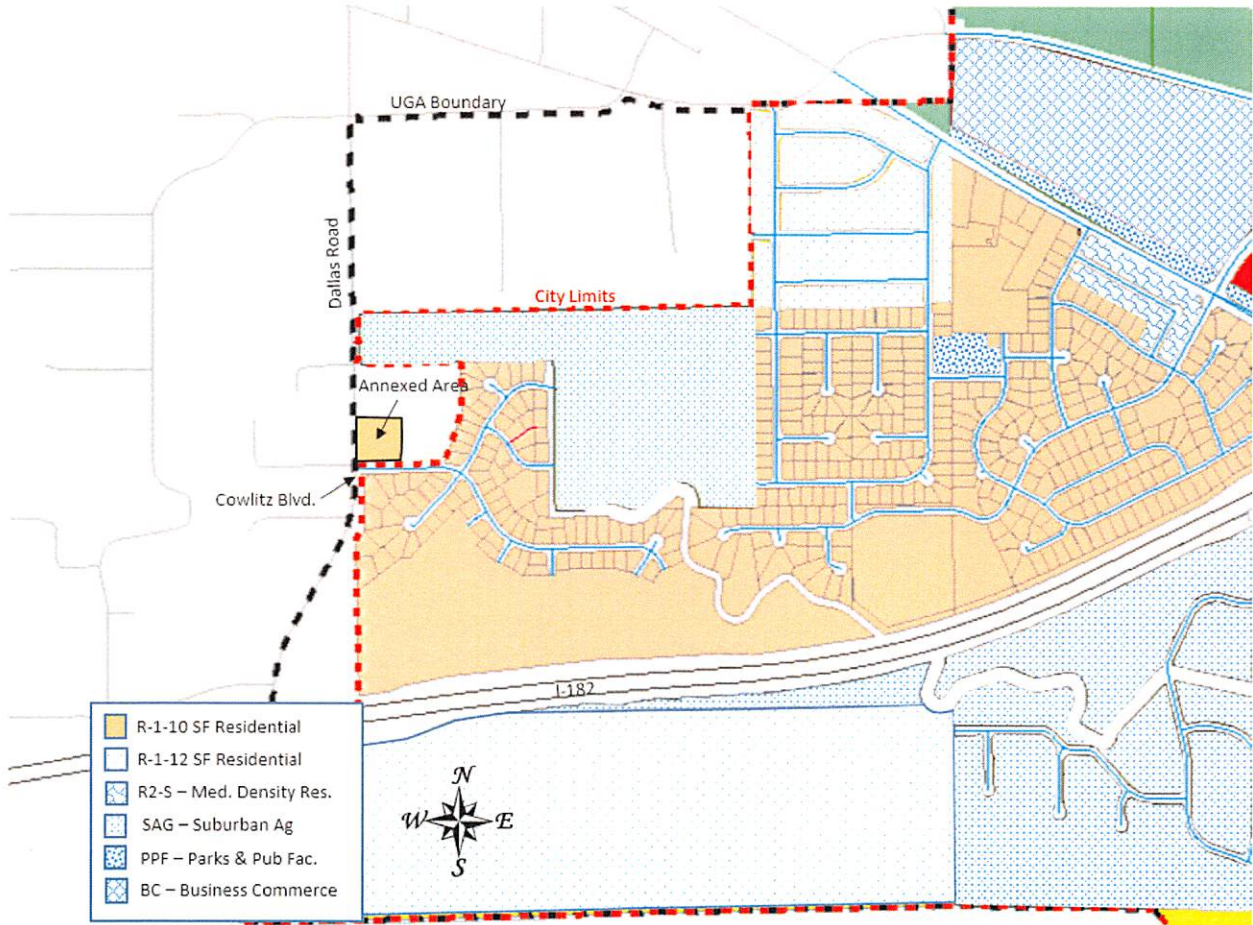 UGA Boundary
Dallas Road
City Limits
Annexed Area
Cowlitz Blvd.
I-182
R-1-10 SF Residential
R-1-12 SF Residential
R2-S – Med. Density Res.
SAG – Suburban Ag
PPF – Parks & Pub Fac.
BC – Business Commerce
N
W E
S